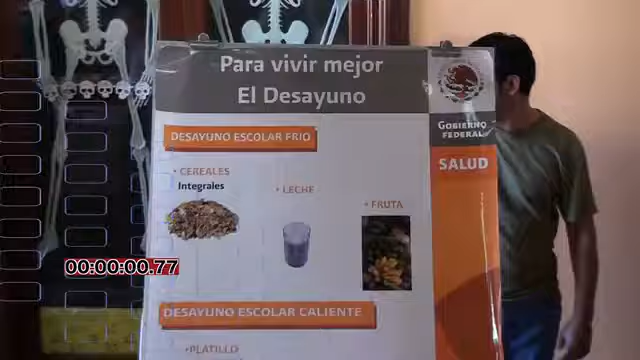 Para vivir mejor
El Desayuno
GOBIERNO
FEDERAL
SALUD
DESAYUNO ESCOLAR FRIO
• CEREALES
Integrales
• LECHE
• FRUTA
00:00:00.77
DESAYUNO ESCOLAR CALIENTE
•PLATILLO